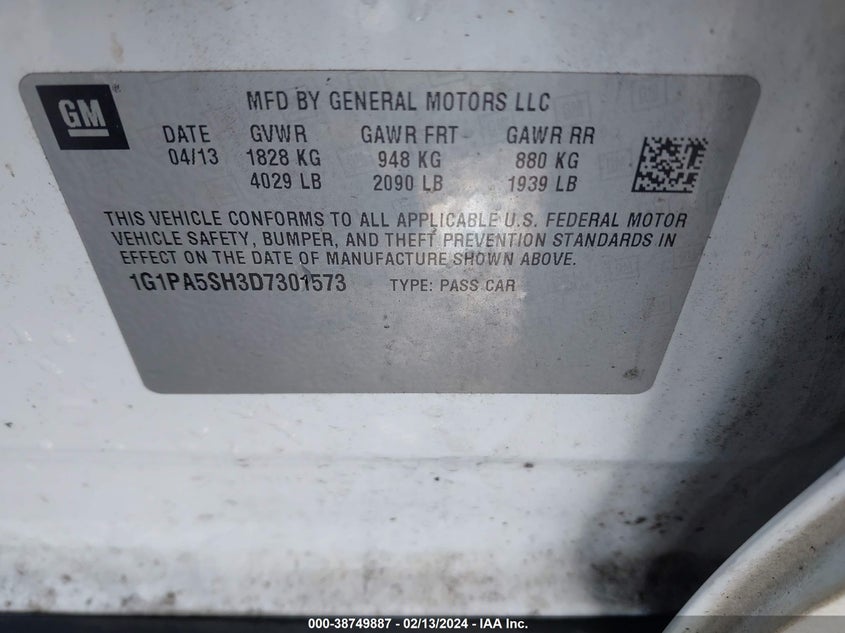 GM
MFD BY GENERAL MOTORS LLC
DATE GVWR GAWR FRT GAWR RR
04/13 1828 KG 948 KG 880 KG
4029 LB 2090 LB 1939 LB
THIS VEHICLE CONFORMS TO ALL APPLICABLE U.S. FEDERAL MOTOR
VEHICLE SAFETY, BUMPER, AND THEFT PREVENTION STANDARDS IN
EFFECT ON THE DATE OF MANUFACTURE SHOWN ABOVE.
1G1PA5SH3D7301573 TYPE: PASS CAR
000-38749887 - 02/13/2024 - IAA Inc.